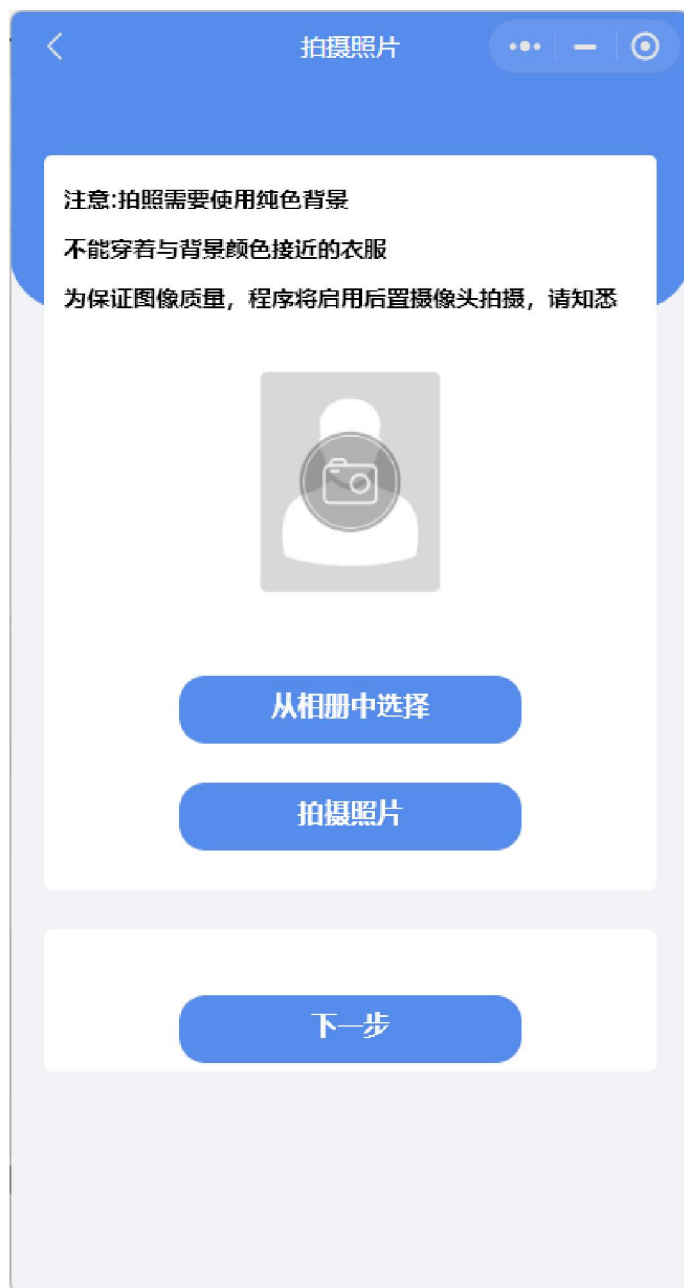 拍摄照片
注意:拍照需要使用纯色背景
不能穿着与背景颜色接近的衣服
为保证图像质量，程序将启用后置摄像头拍摄，请知悉
从相册中选择
拍摄照片
下一步